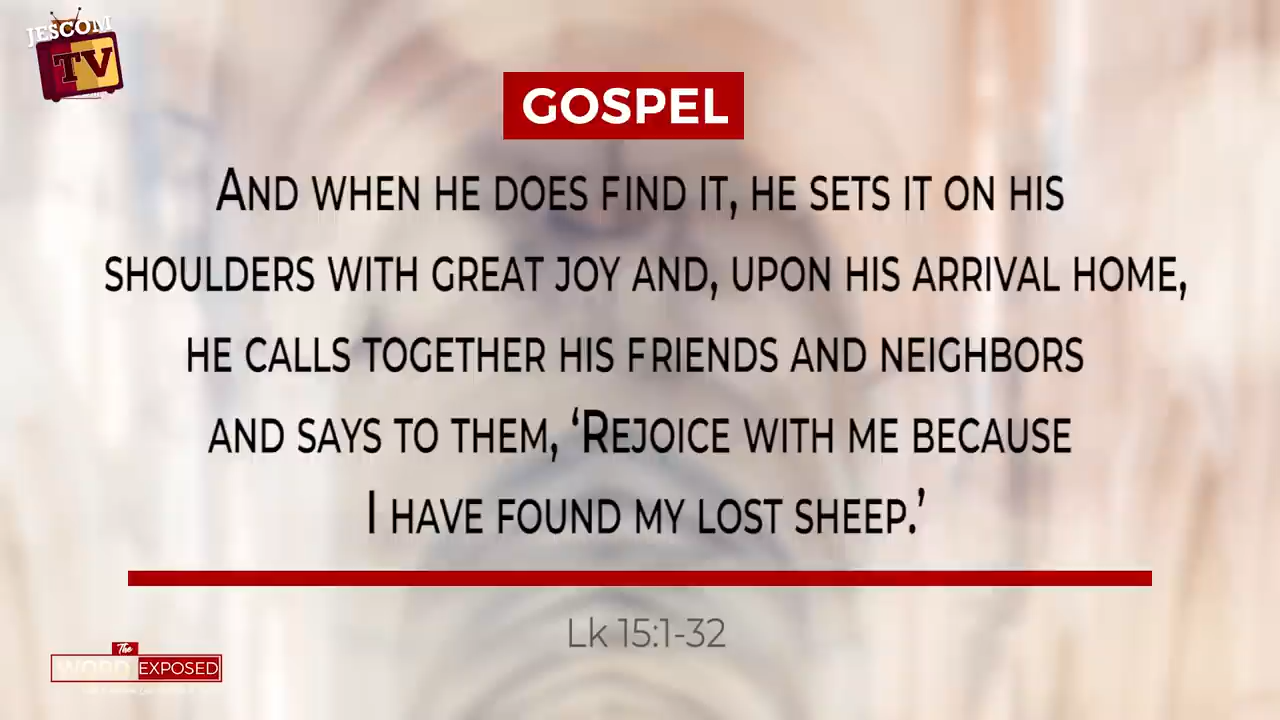 JESCOM
TV
GOSPEL
AND WHEN HE DOES FIND IT, HE SETS IT ON HIS
SHOULDERS WITH GREAT JOY AND, UPON HIS ARRIVAL HOME,
HE CALLS TOGETHER HIS FRIENDS AND NEIGHBORS
AND SAYS TO THEM, ‘REJOICE WITH ME BECAUSE
I HAVE FOUND MY LOST SHEEP.’
Lk 15:1-32
The
WORD EXPOSED